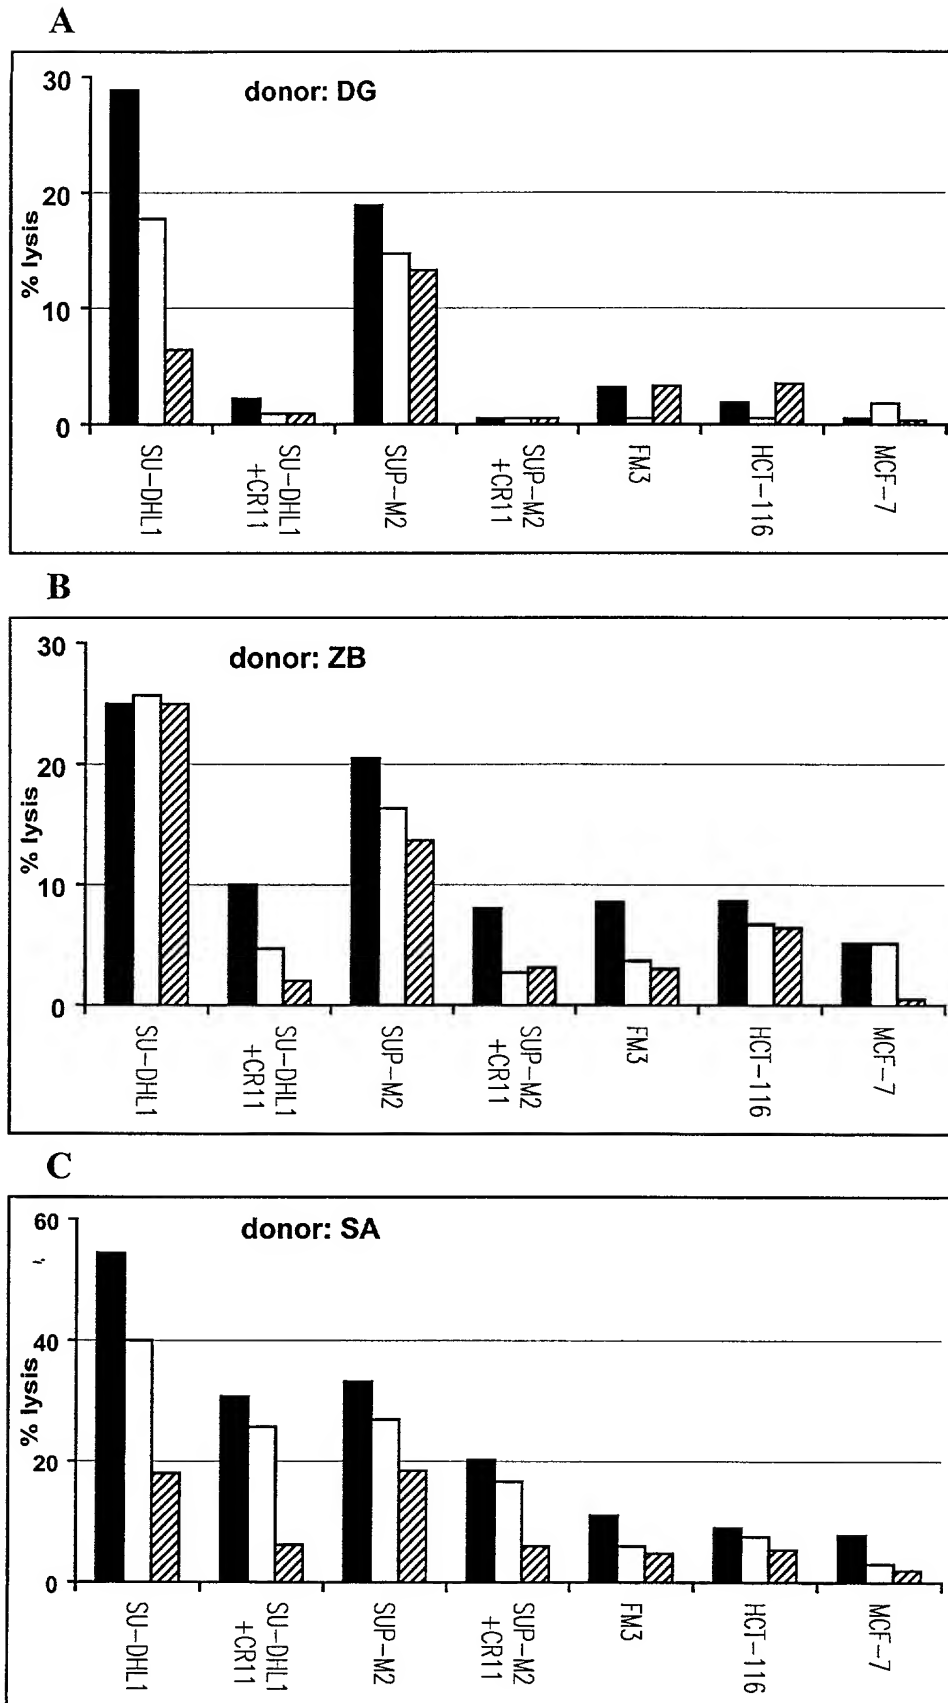 A
donor: DG
% lysis
30
20
10
0
SU-DHL1
SU-DHL1
+CR11
SUP-M2
SUP-M2
+CR11
FM3
HCT-116
MCF-7
B
donor: ZB
% lysis
30
20
10
0
SU-DHL1
SU-DHL1
+CR11
SUP-M2
SUP-M2
+CR11
FM3
HCT-116
MCF-7
C
donor: SA
% lysis
60
40
20
0
SU-DHL1
SU-DHL1
+CR11
SUP-M2
SUP-M2
+CR11
FM3
HCT-116
MCF-7